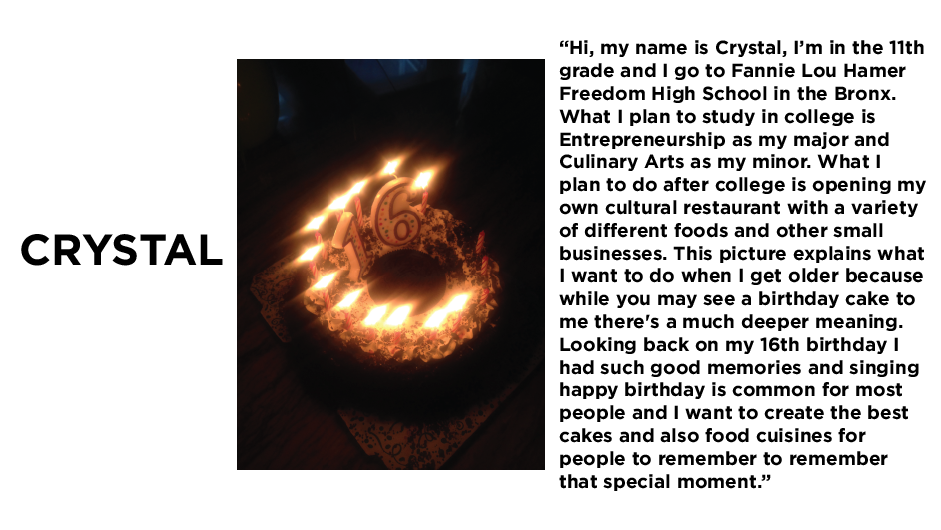 CRYSTAL
16
“Hi, my name is Crystal, I’m in the 11th
grade and I go to Fannie Lou Hamer
Freedom High School in the Bronx.
What I plan to study in college is
Entrepreneurship as my major and
Culinary Arts as my minor. What I
plan to do after college is opening my
own cultural restaurant with a variety
of different foods and other small
businesses. This picture explains what
I want to do when I get older because
while you may see a birthday cake to
me there's a much deeper meaning.
Looking back on my 16th birthday I
had such good memories and singing
happy birthday is common for most
people and I want to create the best
cakes and also food cuisines for
people to remember to remember
that special moment.”